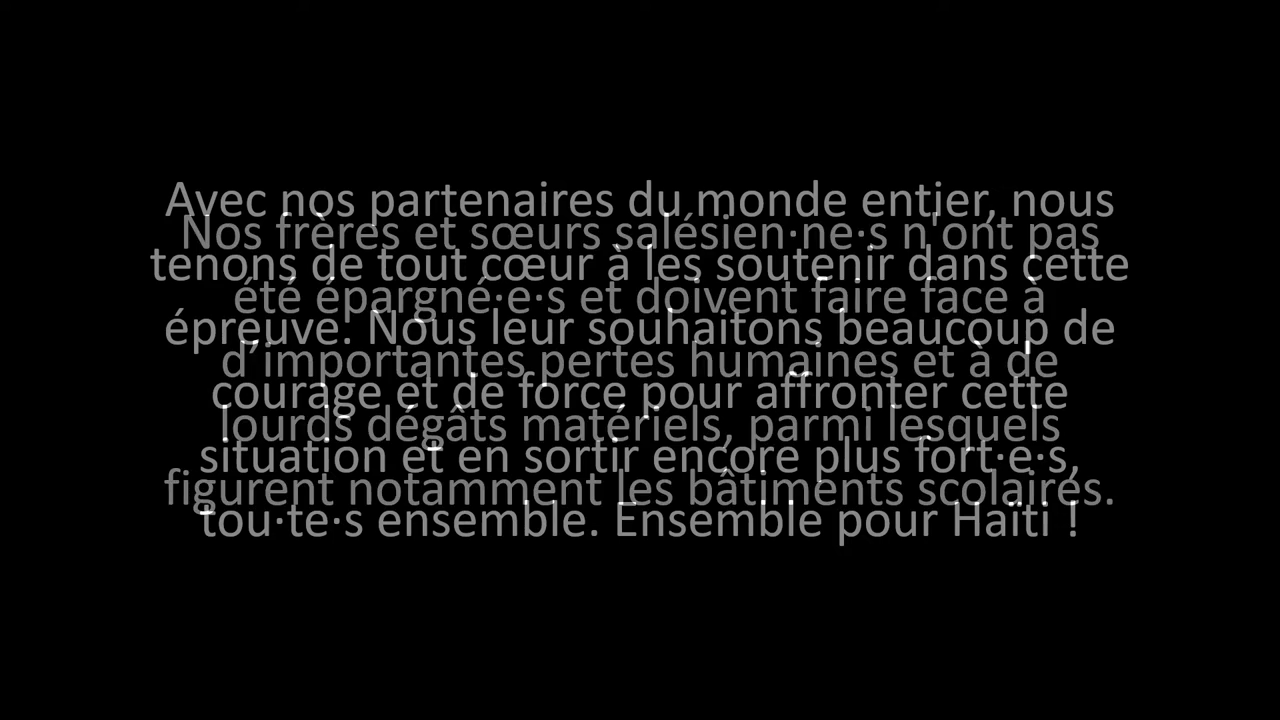 Avec nos partenaires du monde entier, nous
Nos frères et sœurs salésien·ne·s n'ont pas
tenons de tout cœur à les soutenir dans cette
été épargné·e·s et doivent faire face à
épreuve. Nous leur souhaitons beaucoup de
d’importantes pertes humaines et à de
courage et de force pour affronter cette
lourds dégâts matériels, parmi lesquels
situation et en sortir encore plus fort·e·s,
figurent notamment les bâtiments scolaires.
tou·te·s ensemble. Ensemble pour Haïti !